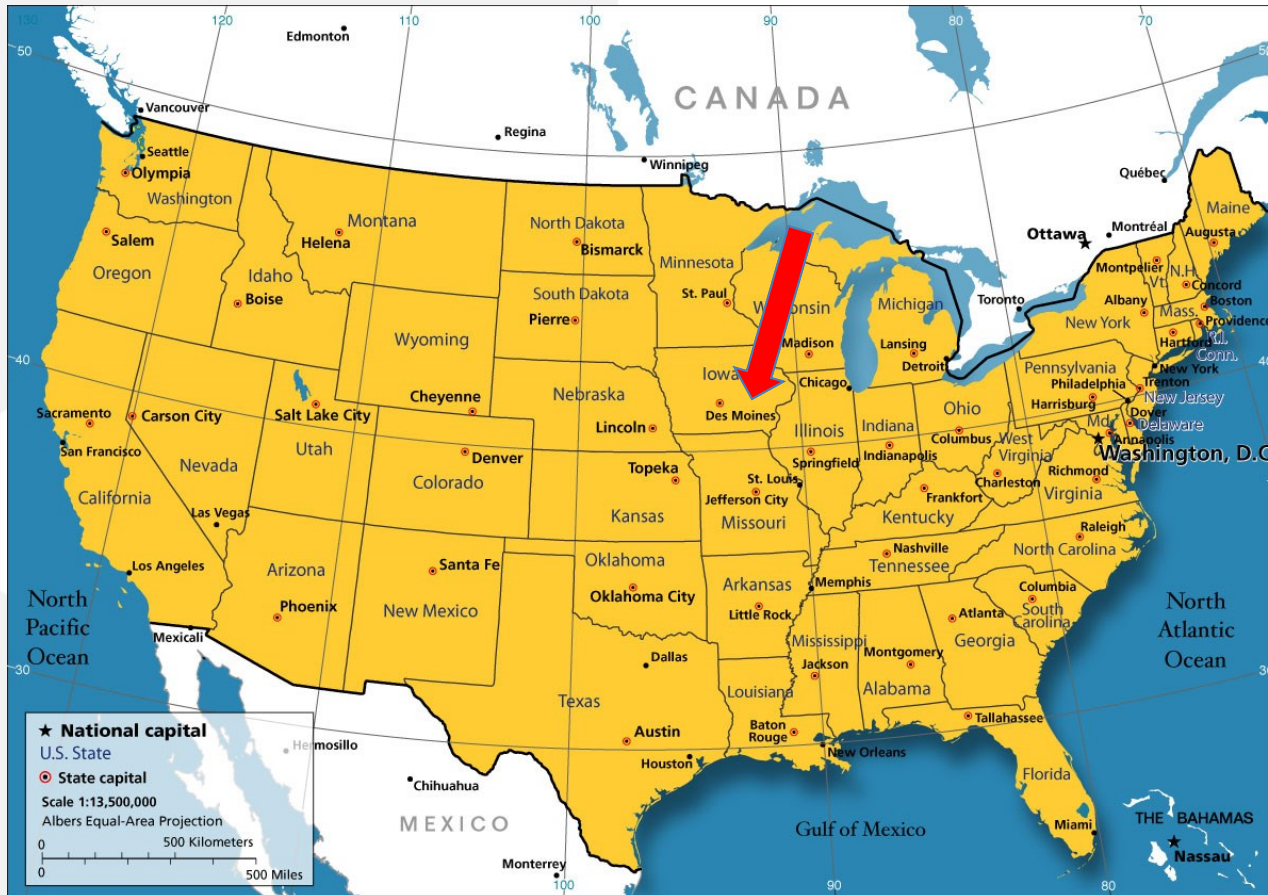 130
120
110
100
90
80
70
50
50
Edmonton
CANADA
Vancouver
Regina
Winnipeg
Québec
Seattle
Olympia
Washington
Montana
Helena
North Dakota
Bismarck
Minnesota
St. Paul
Ottawa
Montréal
Maine
Augusta
Salem
Oregon
Idaho
Boise
South Dakota
Pierre
Michigan
Lansing
Detroit
Toronto
Montpelier
Vt.
N.H.
Concord
Albany
Boston
New York
Mass.
Providence
Hartford
R.I.
Conn.
Wyoming
Madison
Iowa
Chicago
Des Moines
Pennsylvania
New York
Philadelphia
Trenton
Harrisburg
New Jersey
40
40
Sacramento
Carson City
San Francisco
Salt Lake City
Cheyenne
Nebraska
Lincoln
Illinois
Indiana
Ohio
Columbus
Md.
Dover
Delaware
Annapolis
Washington, D.C
Nevada
Utah
Denver
Colorado
Topeka
Kansas
Springfield
Indianapolis
West
Virginia
Charleston
Richmond
Virginia
California
Las Vegas
St. Louis
Jefferson City
Missouri
Frankfort
Kentucky
Los Angeles
Arizona
Phoenix
Santa Fe
New Mexico
Oklahoma
Oklahoma City
Arkansas
Little Rock
Memphis
Nashville
Tennessee
Raleigh
North Carolina
Columbia
South
Carolina
North
Pacific
Ocean
Mexicali
Dallas
Texas
Mississippi
Jackson
Montgomery
Alabama
Atlanta
Georgia
North
Atlantic
Ocean
30
30
Louisiana
Baton
Rouge
New Orleans
Austin
Houston
Tallahassee
Florida
Miami
Gulf of Mexico
Hermosillo
Chihuahua
MEXICO
Monterrey
THE BAHAMAS
Nassau
National capital
U.S. State
State capital
Scale 1:13,500,000
Albers Equal-Area Projection
0 500 Kilometers
0 500 Miles
100
90
80